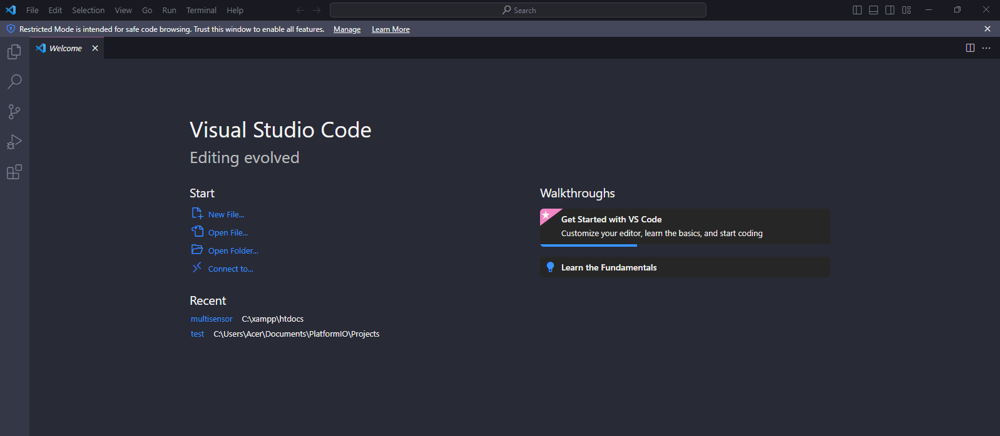 File Edit Selection View Go Run Terminal Help Search
Restricted Mode is intended for safe code browsing. Trust this window to enable all features. Manage Learn More
Welcome
Visual Studio Code
Editing evolved
Start
New File...
Open File...
Open Folder...
Connect to...
Recent
multisensor C:\xampp\htdocs
test C:\Users\Acer\Documents\PlatformIO\Projects
Walkthroughs
Get Started with VS Code
Customize your editor, learn the basics, and start coding
Learn the Fundamentals